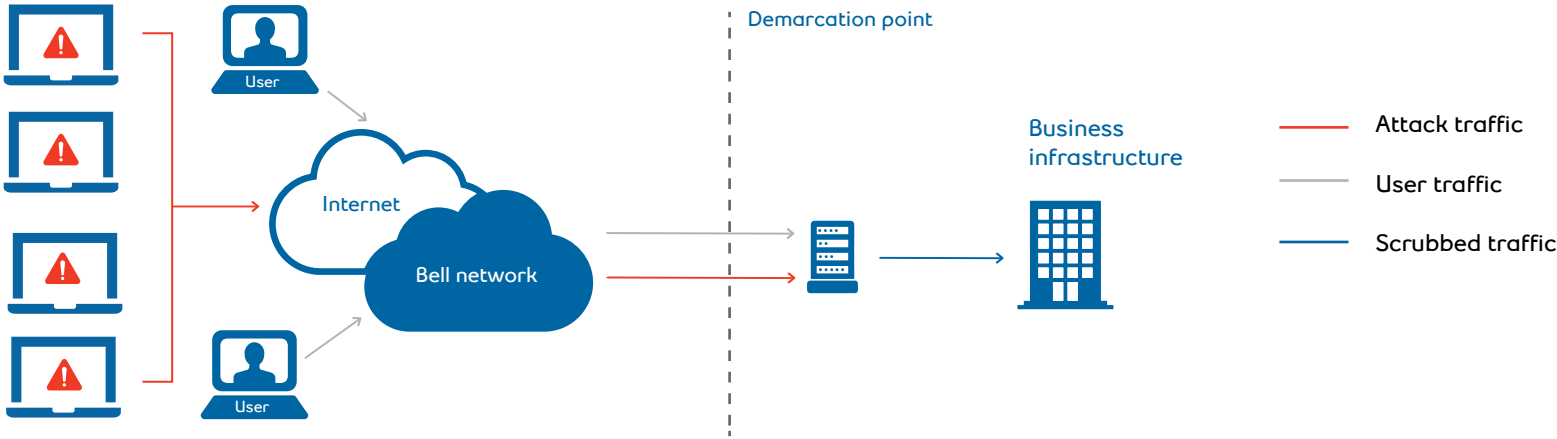 Demarcation point
User
Internet
Bell network
User
Business
infrastructure
Attack traffic
User traffic
Scrubbed traffic